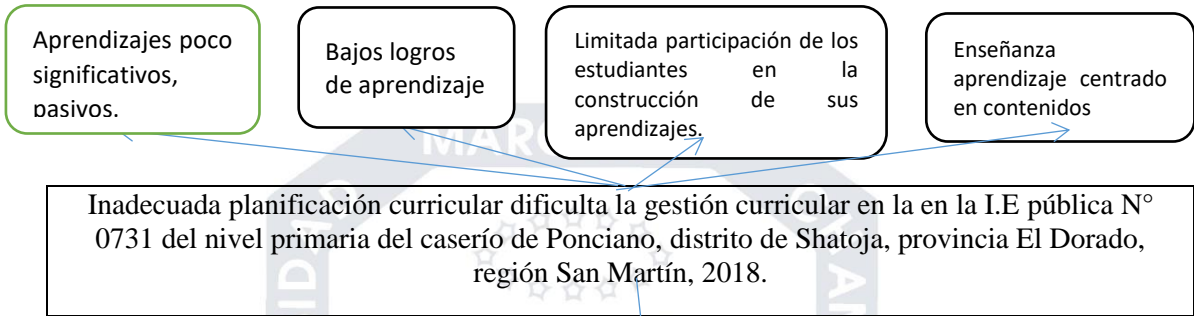 Aprendizajes poco
significativos,
pasivos.
Bajos logros
de aprendizaje
Limitada participación de los
estudiantes en la
construcción de sus
aprendizajes.
Enseñanza
aprendizaje centrado
en contenidos
Inadecuada planificación curricular dificulta la gestión curricular en la en la I.E pública N°
0731 del nivel primaria del caserío de Ponciano, distrito de Shatoja, provincia El Dorado,
región San Martín, 2018.